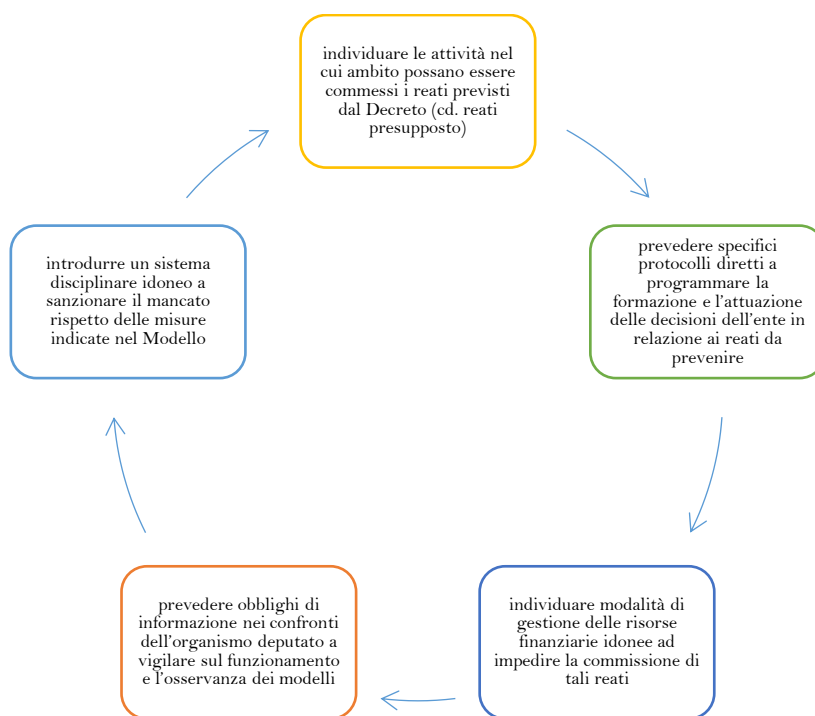 individuare le attività nel
cui ambito possano essere
commessi i reati previsti
dal Decreto (cd. reati
presupposto)
prevedere specifici
protocolli diretti a
programmare la
formazione e l'attuazione
delle decisioni dell'ente in
relazione ai reati da
prevenire
individuare modalità di
gestione delle risorse
finanziarie idonee ad
impedire la commissione di
tali reati
prevedere obblighi di
informazione nei confronti
dell'organismo deputato a
vigilare sul funzionamento
e l'osservanza dei modelli
introdurre un sistema
disciplinare idoneo a
sanzionare il mancato
rispetto delle misure
indicate nel Modello